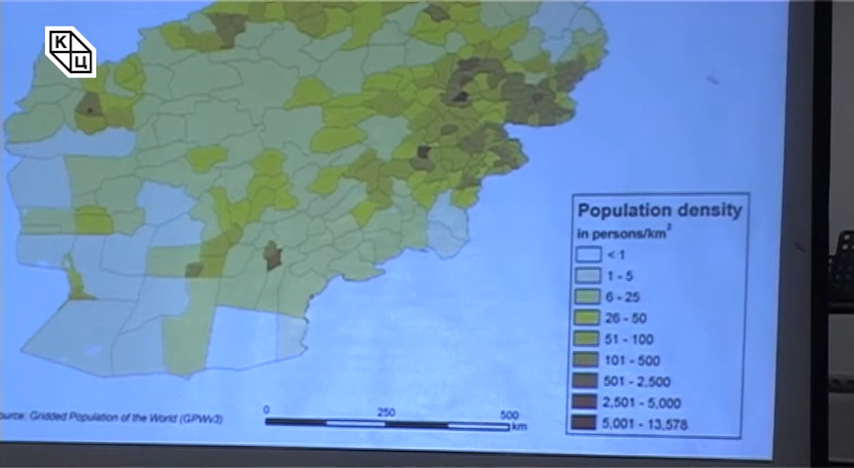 К
Ц
Population density
in persons/km²
< 1
1 - 5
6 - 25
26 - 50
51 - 100
101 - 500
501 - 2,500
2,501 - 5,000
5,001 - 13,578
ource: Gridded Population of the World (GPWv3)
0 250 500
km